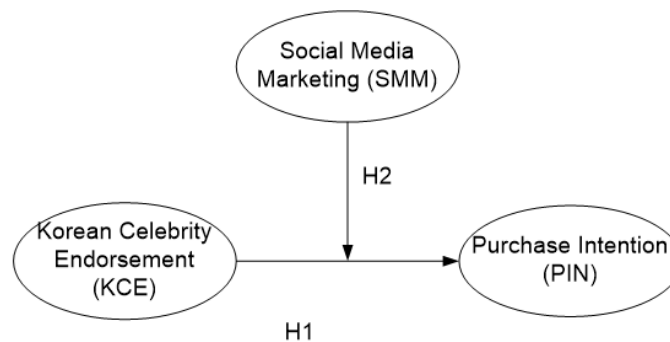 Social Media
Marketing (SMM)
H2
Korean Celebrity
Endorsement
(KCE)
Purchase Intention
(PIN)
H1